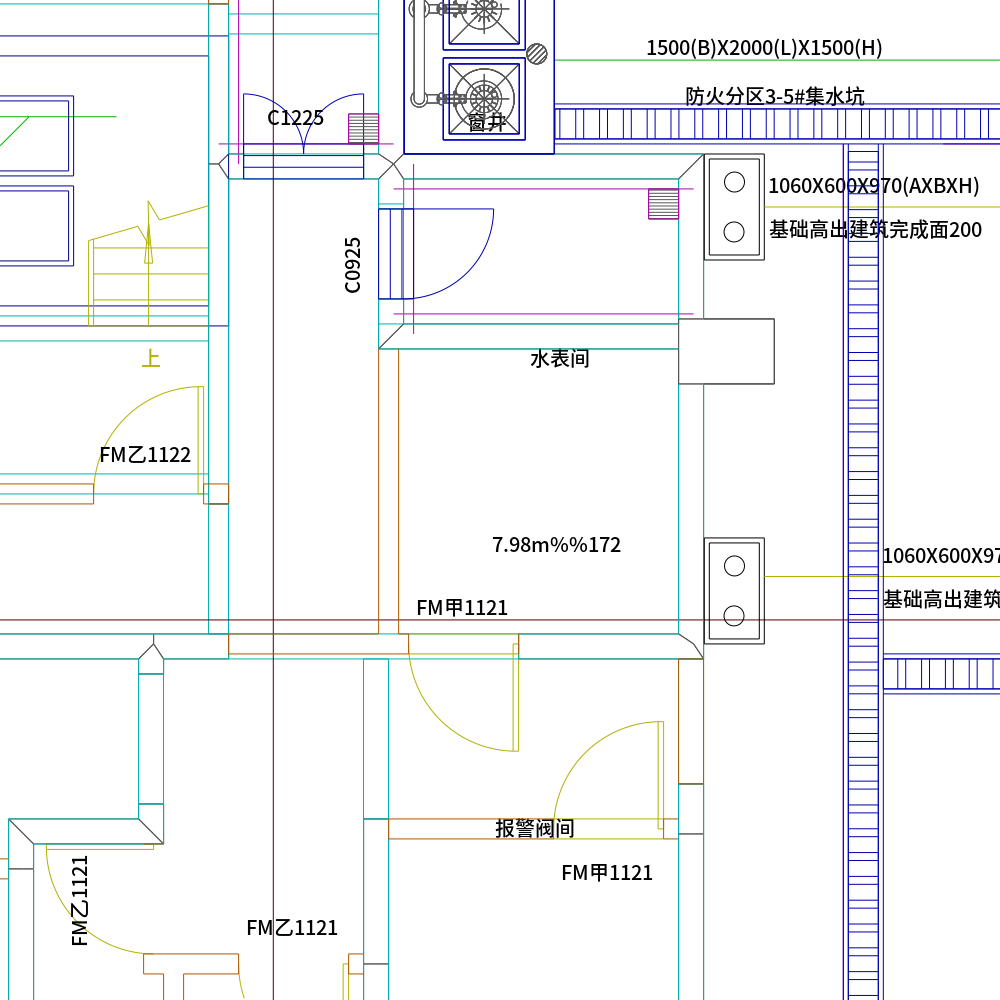 1500(B)X2000(L)X1500(H)
防火分区3-5#集水坑
C1225
窗井
1060X600X970(AXBXH)
基础高出建筑完成面200
C0925
上
水表间
FM乙1122
7.98m%%172
1060X600X97
基础高出建筑
FM甲1121
报警阀间
FM甲1121
FM乙1121
FM乙1121